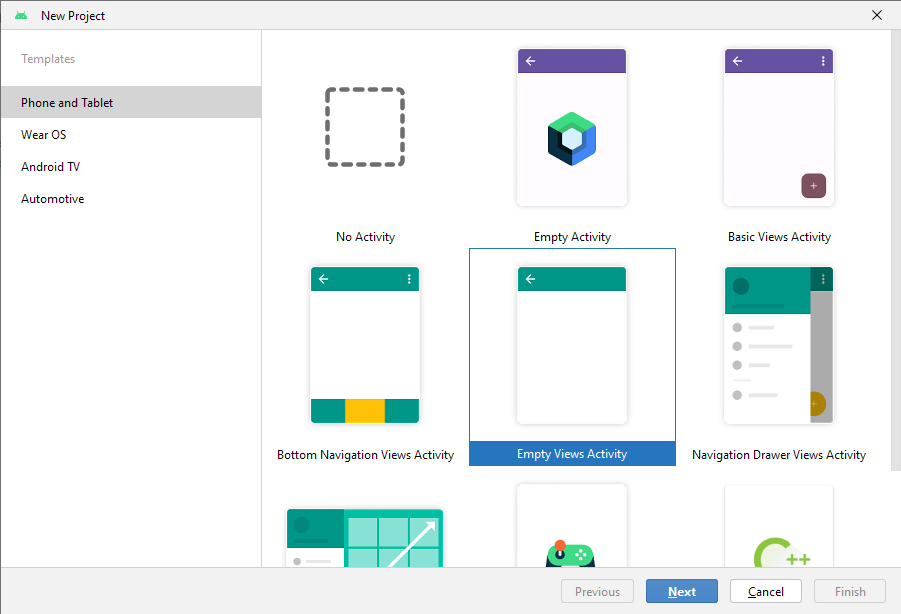 New Project
Templates
Phone and Tablet
Wear OS
Android TV
Automotive
No Activity
Empty Activity
Basic Views Activity
Bottom Navigation Views Activity
Empty Views Activity
Navigation Drawer Views Activity
++
Previous
Next
Cancel
Finish